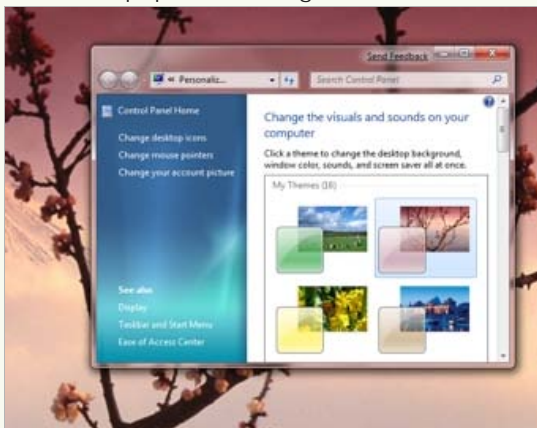 Send Feedback
« Personaliz...
Search Control Panel
Control Panel Home
Change desktop icons
Change mouse pointers
Change your account picture
See also
Display
Taskbar and Start Menu
Ease of Access Center
Change the visuals and sounds on your
computer
Click a theme to change the desktop background,
window color, sounds, and screen saver all at once.
My Themes (16)